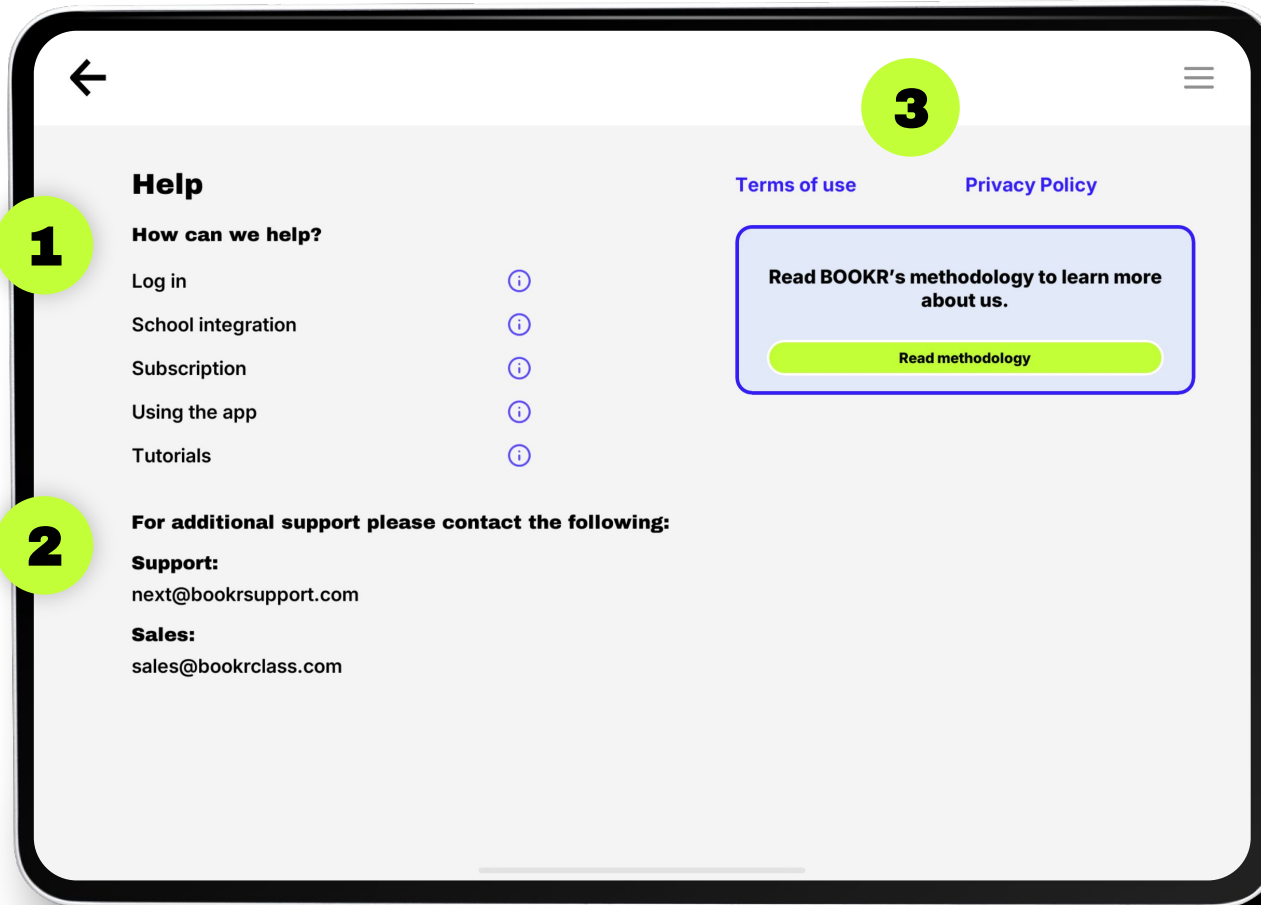 3
Help
Terms of use
Privacy Policy
1
How can we help?
Log in
School integration
Subscription
Using the app
Tutorials
Read BOOKR’s methodology to learn more
about us.
Read methodology
2
For additional support please contact the following:
Support:
next@bookrsupport.com
Sales:
sales@bookrclass.com